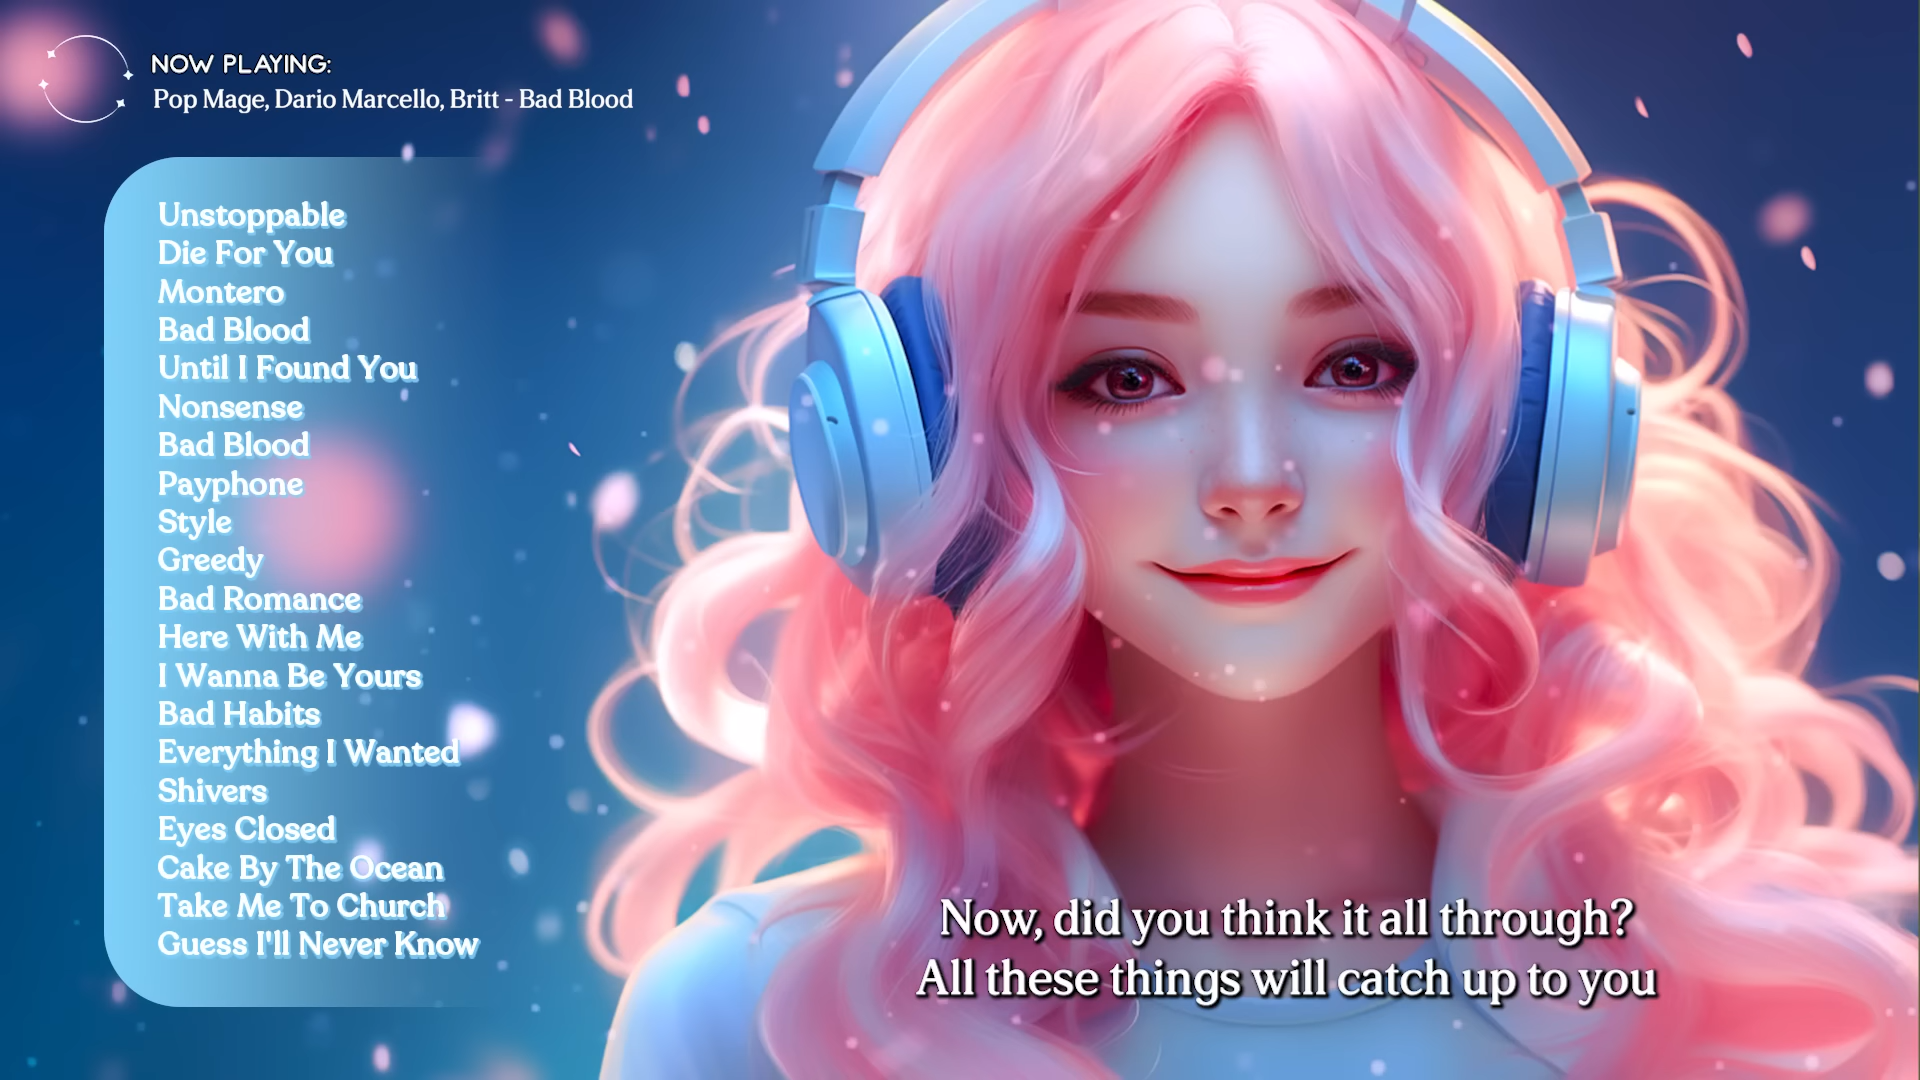 NOW PLAYING:
Pop Mage, Dario Marcello, Britt - Bad Blood
Unstoppable
Die For You
Montero
Bad Blood
Until I Found You
Nonsense
Bad Blood
Payphone
Style
Greedy
Bad Romance
Here With Me
I Wanna Be Yours
Bad Habits
Everything I Wanted
Shivers
Eyes Closed
Cake By The Ocean
Take Me To Church
Guess I'll Never Know
Now, did you think it all through?
All these things will catch up to you